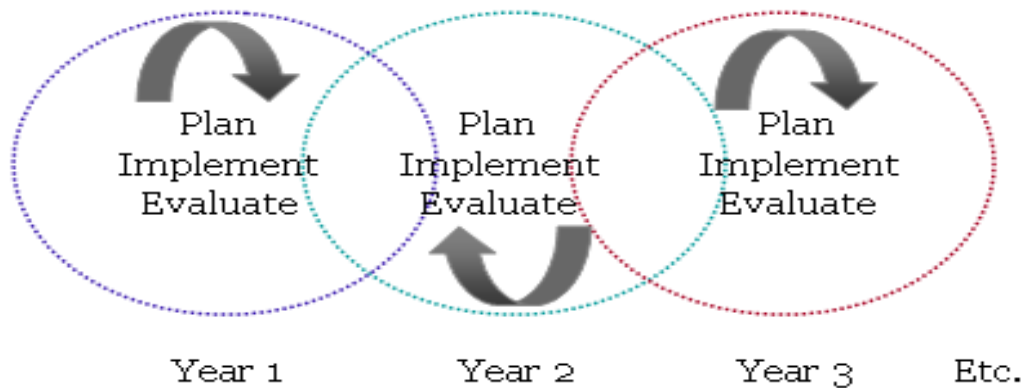 Plan
Implement
Evaluate
Plan
Implement
Evaluate
Plan
Implement
Evaluate
Year 1
Year 2
Year 3
Etc.